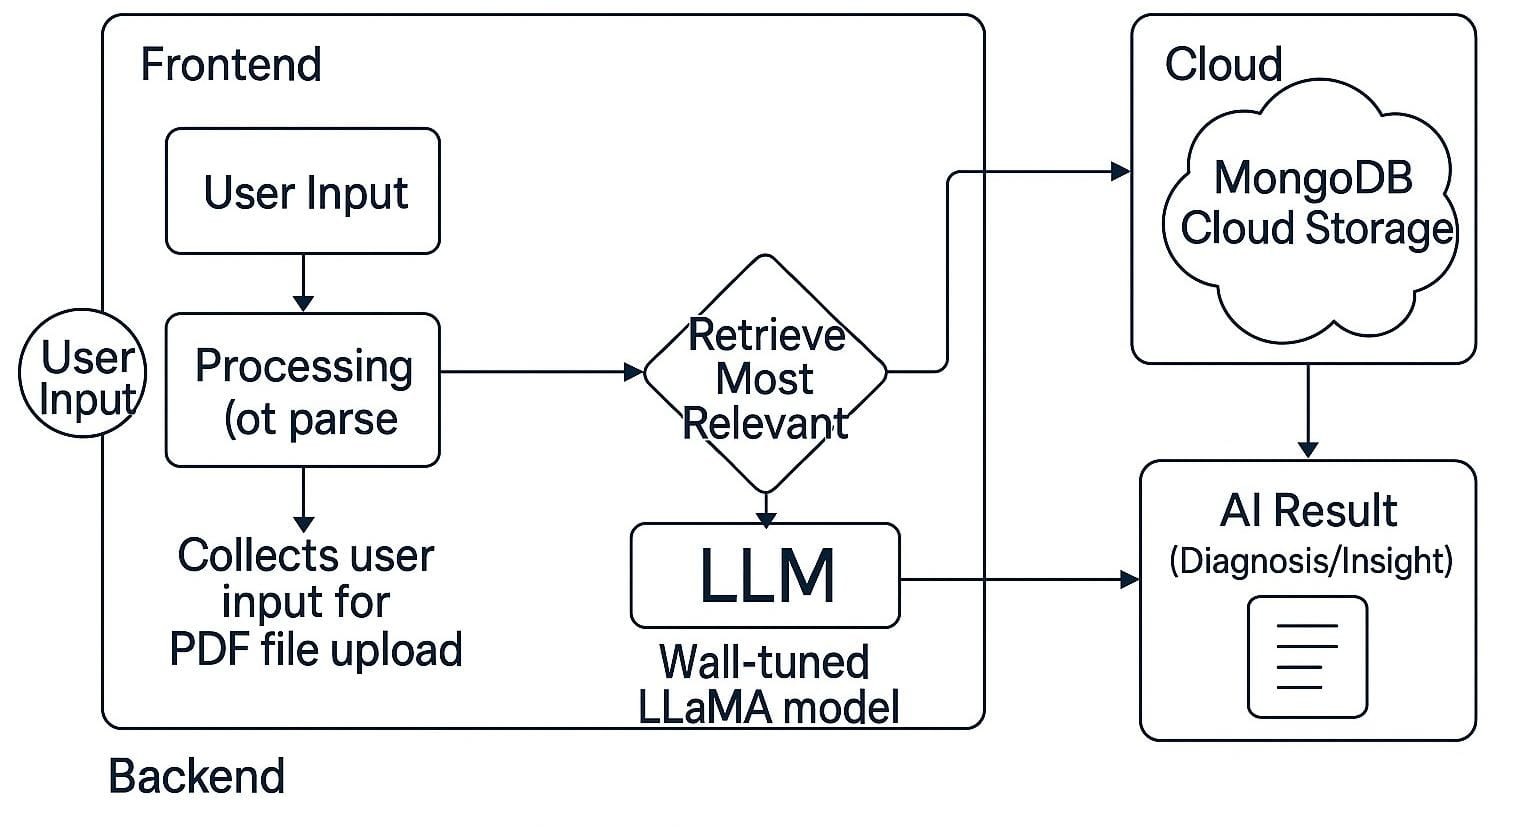 Frontend
User Input
User
Input
Processing
(ot parse
Collects user
input for
PDF file upload
Retrieve
Most
Relevant
LLM
Wall-tuned
LLaMA model
Cloud
MongoDB
Cloud Storage
AI Result
(Diagnosis/Insight)
Backend